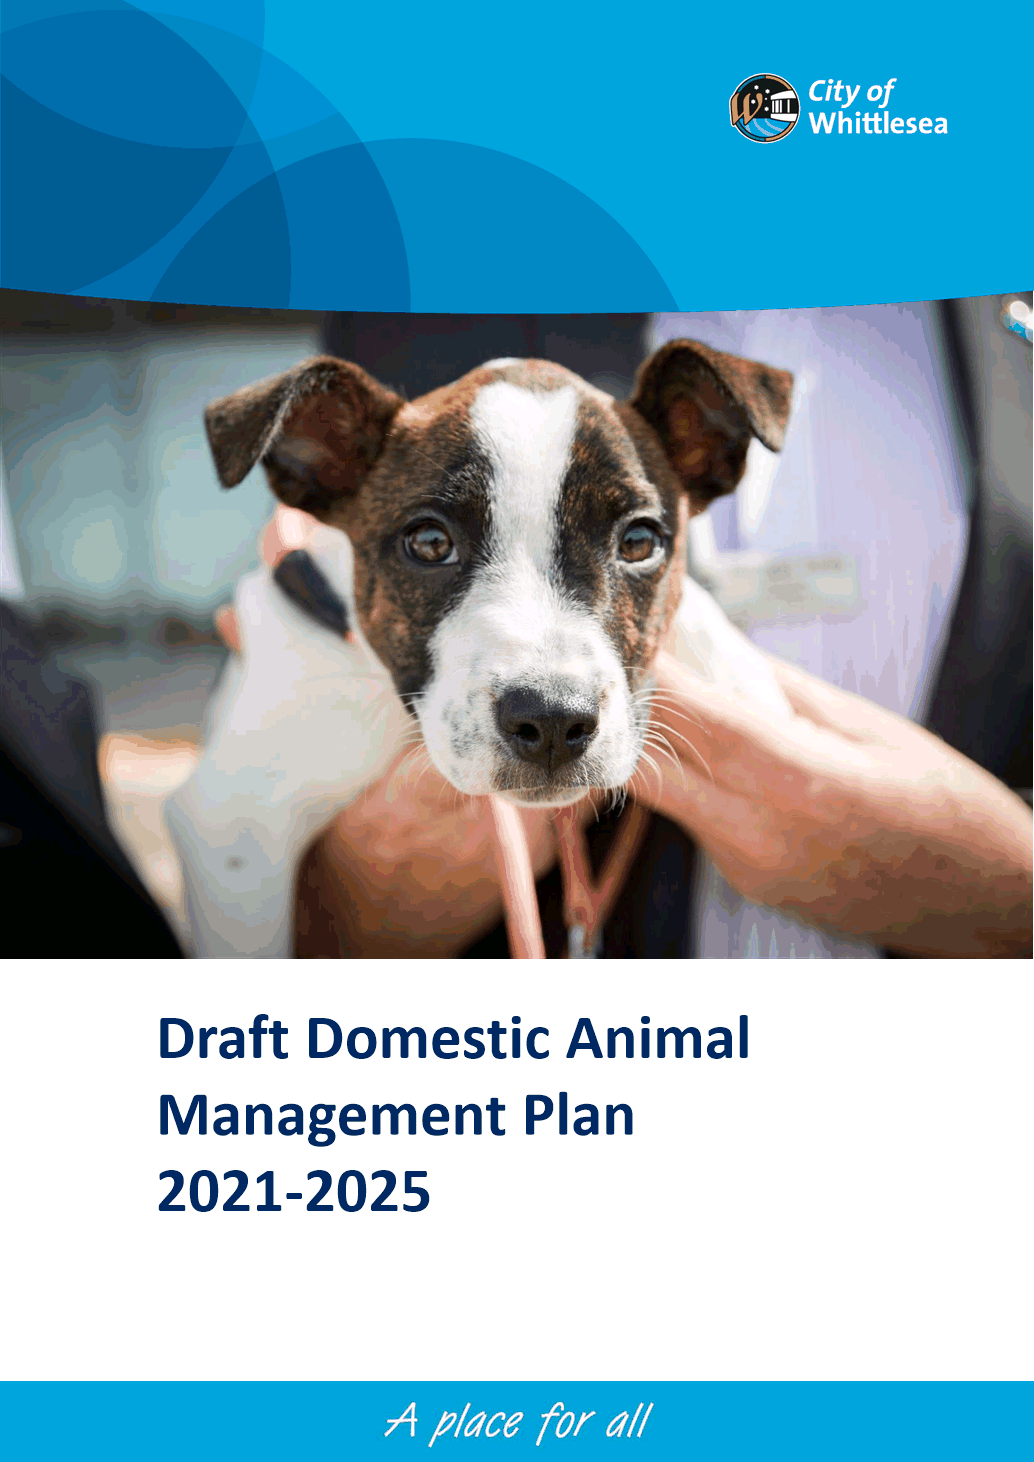 City of
Whittlesea
Draft Domestic Animal
Management Plan
2021-2025
A place for all